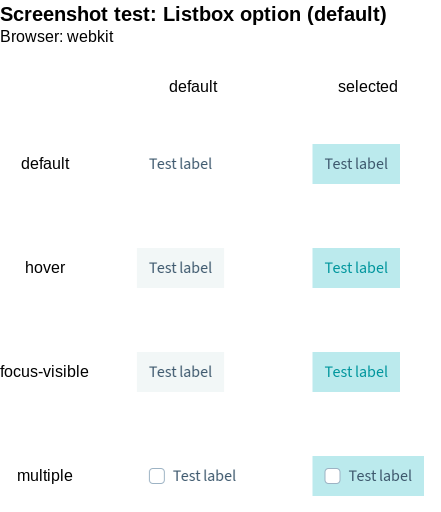 Screenshot test: Listbox option (default)
Browser: webkit
default selected
default Test label Test label
hover Test label Test label
focus-visible Test label Test label
multiple Test label Test label